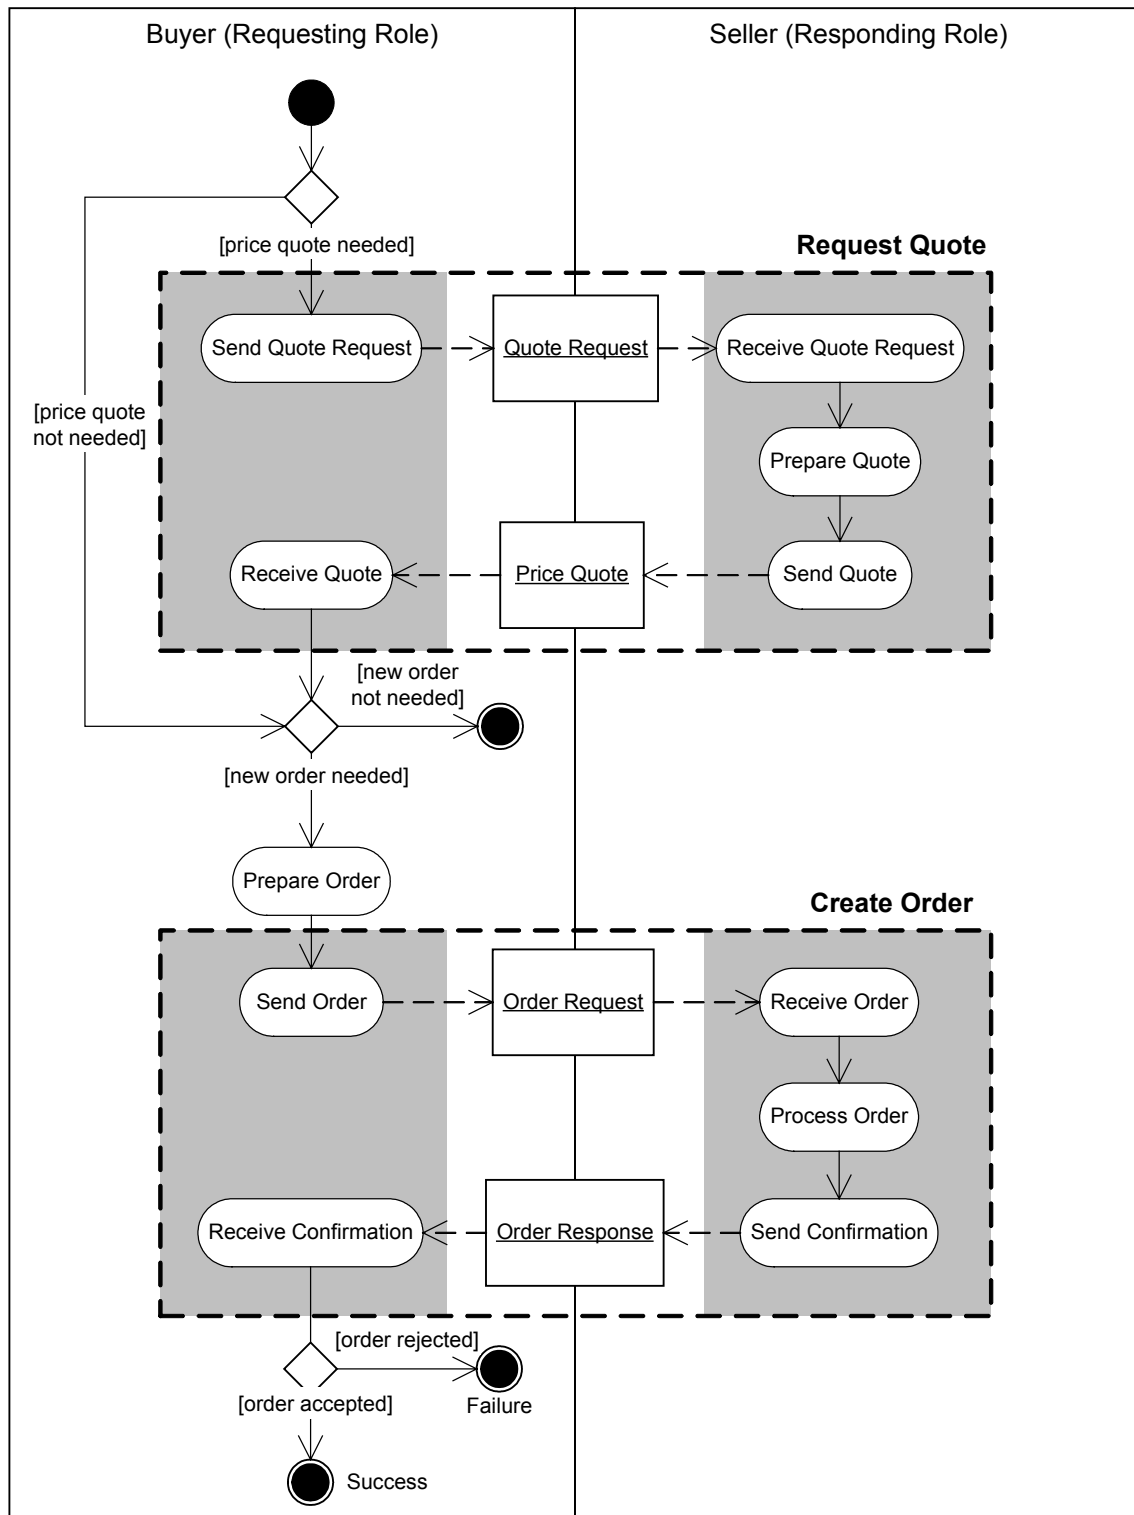 Buyer (Requesting Role)
Seller (Responding Role)
[price quote needed]
Request Quote
Send Quote Request
Quote Request
Receive Quote Request
[price quote
not needed]
Prepare Quote
Receive Quote
Price Quote
Send Quote
[new order
not needed]
[new order needed]
Prepare Order
Create Order
Send Order
Order Request
Receive Order
Process Order
Receive Confirmation
Order Response
Send Confirmation
[order rejected]
[order accepted]
Failure
Success